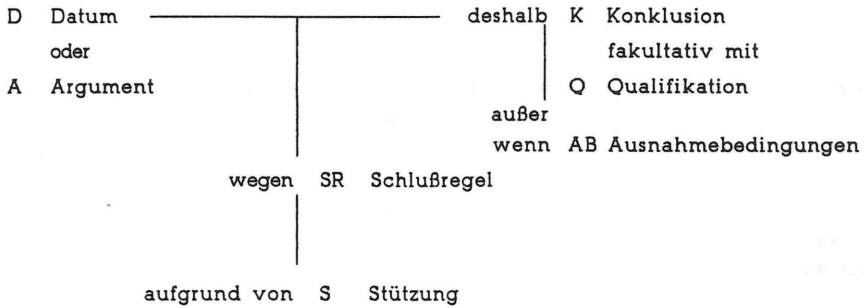 D Datum deshalb K Konklusion
oder fakultativ mit
A Argument Q Qualifikation
außer
wenn AB Ausnahmebedingungen
wegen SR Schlußregel
aufgrund von S Stützung